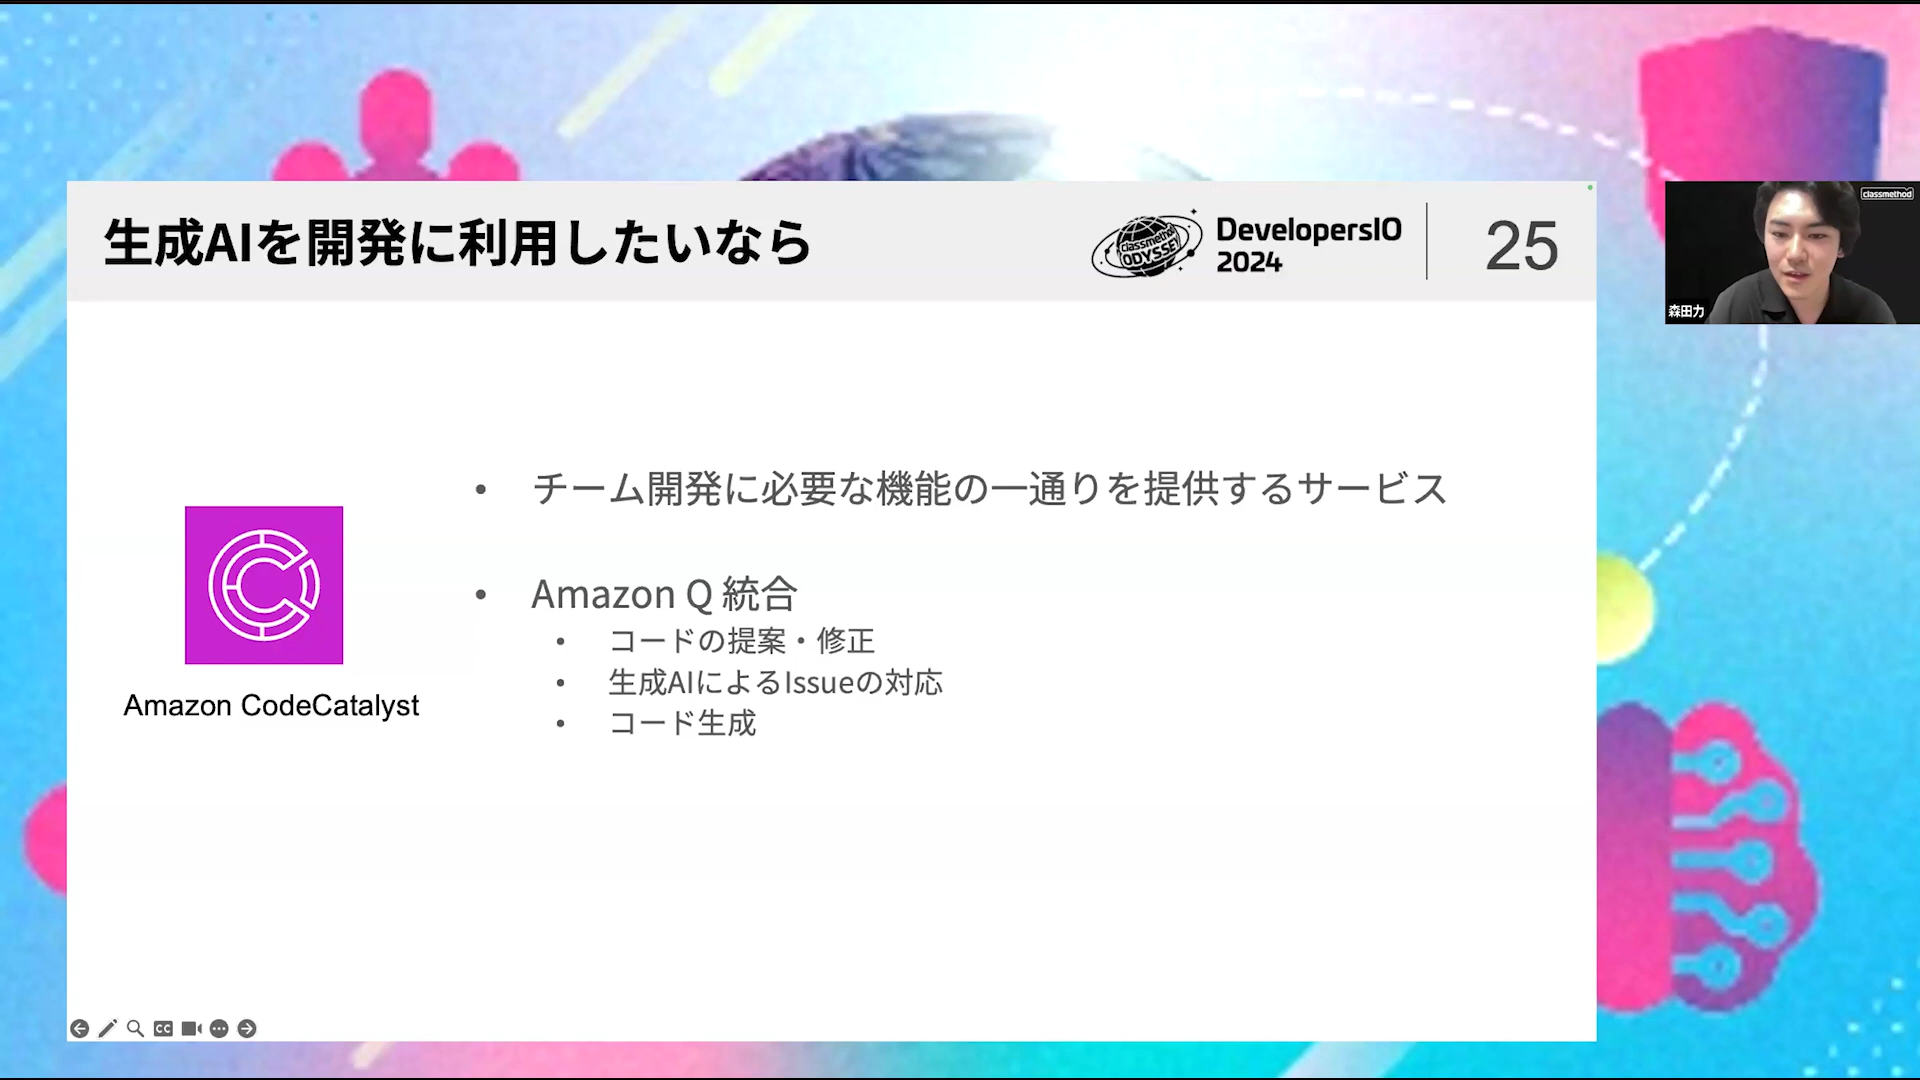 生成AIを開発に利用したいなら
classmethod
ODYSSEY
DevelopersIO
2024
25
classmethod
森田力
• チーム開発に必要な機能の一通りを提供するサービス
• Amazon Q 統合
• コードの提案・修正
• 生成AIによるIssueの対応
• コード生成
Amazon CodeCatalyst
CC